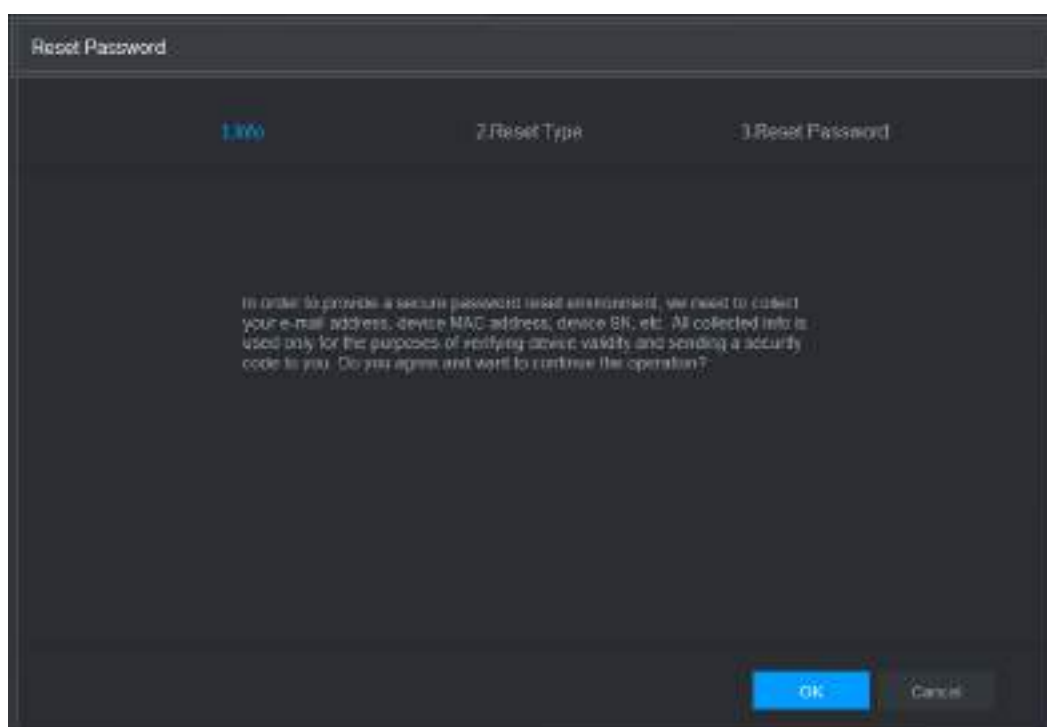 Reset Password
1.Info 2.Reset Type 3.Reset Password
In order to provide a secure password reset environment, we need to collect
your e-mail address, device MAC address, device SN, etc. All collected info is
used only for the purposes of verifying device validity and sending a security
code to you. Do you agree and want to continue the operation?
OK Cancel